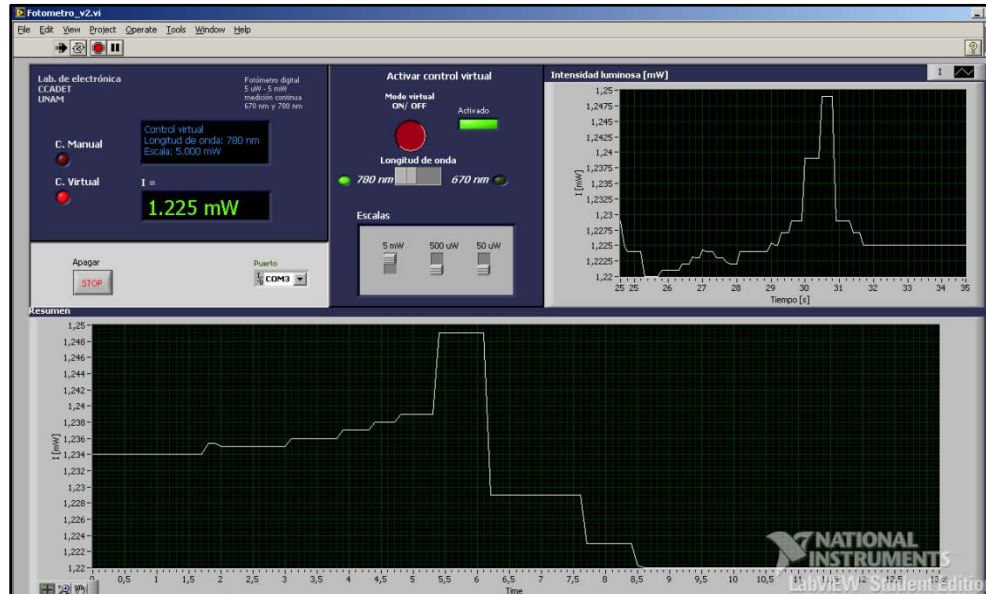 Fotometro_v2.vi
File Edit View Project Operate Tools Window Help
Lab. de electrónica
CCADET
UNAM
Fotómetro digital
5 uW - 5 mW
medición continua
670 nm y 780 nm
C. Manual
C. Virtual
Control virtual
Longitud de onda: 780 nm
Escala: 5.000 mW
I =
1.225 mW
Apagar
STOP
Puerto
COM3
Activar control virtual
Modo virtual
ON/ OFF
Activado
Longitud de onda
780 nm 670 nm
Escalas
5 mW 500 uW 50 uW
Intensidad luminosa [mW]
I
1,25
1,2475
1,245
1,2425
1,24
1,2375
1,235
1,2325
1,23
1,2275
1,225
1,2225
1,22
I [mW]
25 25 26 27 28 29 30 31 32 33 34 35
Tiempo [s]
Resumen
1,25
1,248
1,246
1,244
1,242
1,24
1,238
1,236
1,234
1,232
1,23
1,228
1,226
1,224
1,222
1,22
I [mW]
0 0,5 1 1,5 2 2,5 3 3,5 4 4,5 5 5,5 6 6,5 7 7,5 8 8,5 9 9,5 10 10,5 11 11,5 12 12,5
Time
NATIONAL
INSTRUMENTS
LabVIEW Student Edition